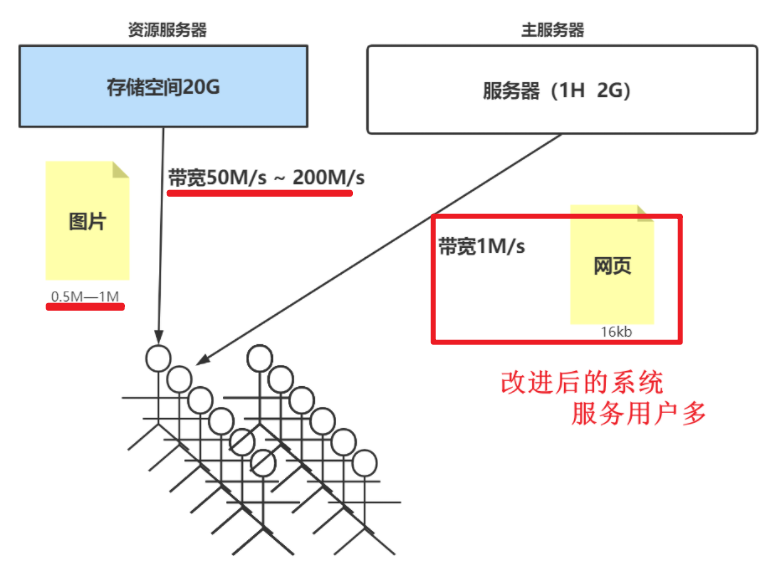 资源服务器
主服务器
存储空间20G
服务器（1H 2G）
带宽50M/s ~ 200M/s
图片
0.5M—1M
带宽1M/s
网页
16kb
改进后的系统
服务用户多